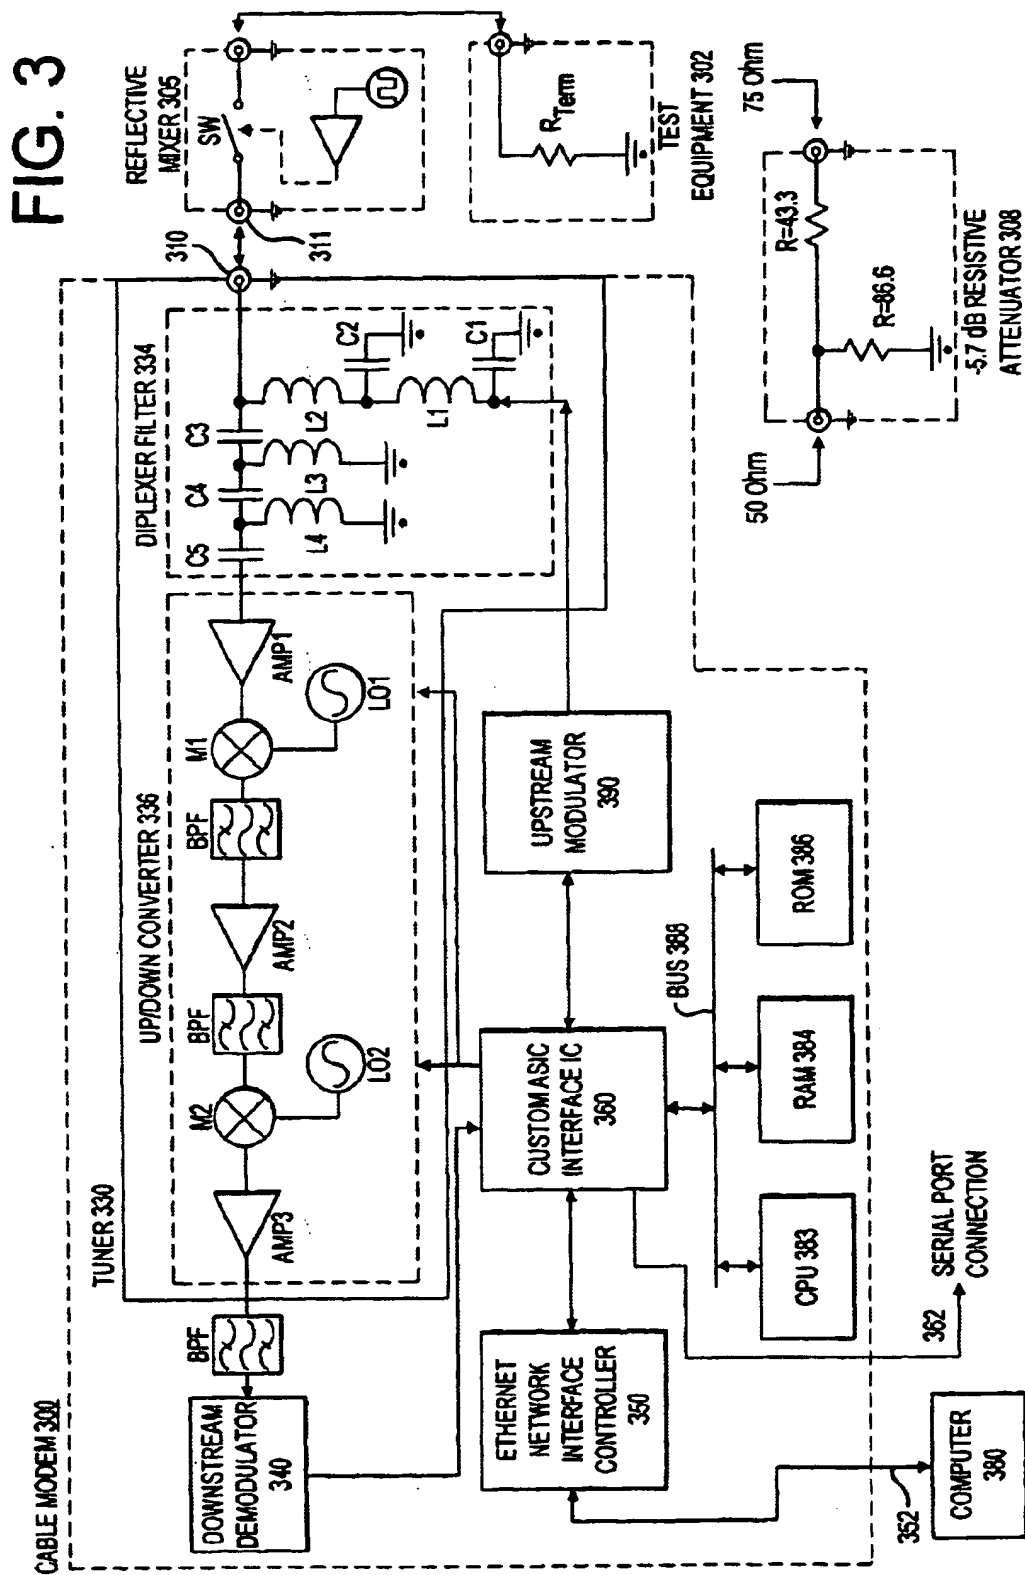 FIG. 3
CABLE MODEM 300
TUNER 330
UP/DOWN CONVERTER 336
DIPLEXER FILTER 334
310
311
REFLECTIVE
MIXER 305
SW
BPF
AMP3
M2
LO2
BPF
AMP2
BPF
M1
LO1
AMP1
C5
C4
C3
L4
L3
L2
C2
L1
C1
RTerm
TEST
EQUIPMENT 302
DOWNSTREAM
DEMODULATOR
340
ETHERNET
NETWORK
INTERFACE
CONTROLLER
350
CUSTOM ASIC
INTERFACE IC
360
UPSTREAM
MODULATOR
390
BUS 388
CPU 383
RAM 384
ROM 386
352
COMPUTER
380
362
SERIAL PORT
CONNECTION
50 Ohm
75 Ohm
R=43.3
R=86.6
-5.7 dB RESISTIVE
ATTENUATOR 308